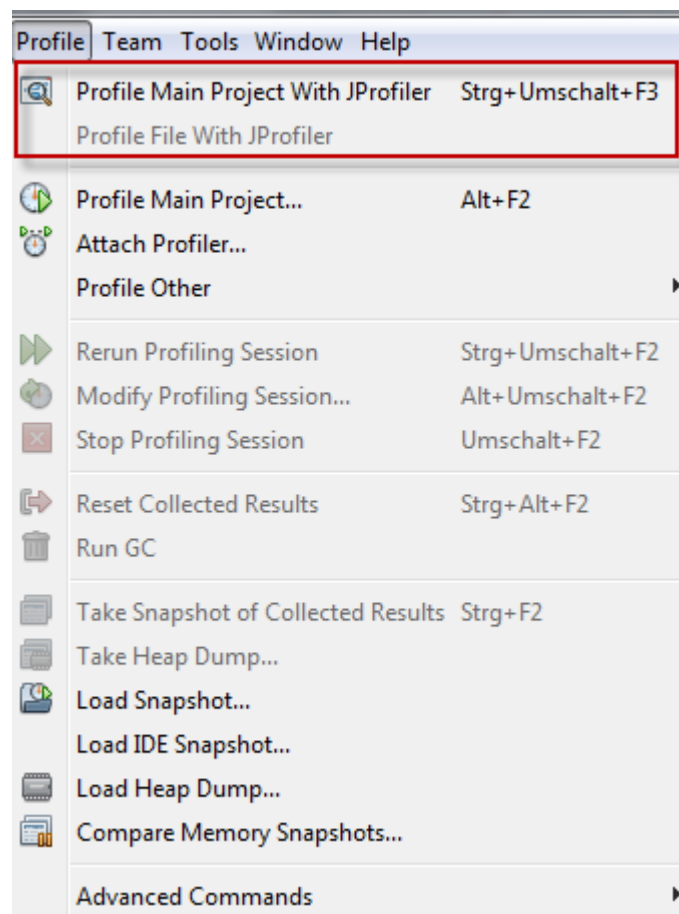 Profile Team Tools Window Help
Profile Main Project With JProfiler Strg+Umschalt+F3
Profile File With JProfiler
Profile Main Project... Alt+F2
Attach Profiler...
Profile Other
Rerun Profiling Session Strg+Umschalt+F2
Modify Profiling Session... Alt+Umschalt+F2
Stop Profiling Session Umschalt+F2
Reset Collected Results Strg+Alt+F2
Run GC
Take Snapshot of Collected Results Strg+F2
Take Heap Dump...
Load Snapshot...
Load IDE Snapshot...
Load Heap Dump...
Compare Memory Snapshots...
Advanced Commands